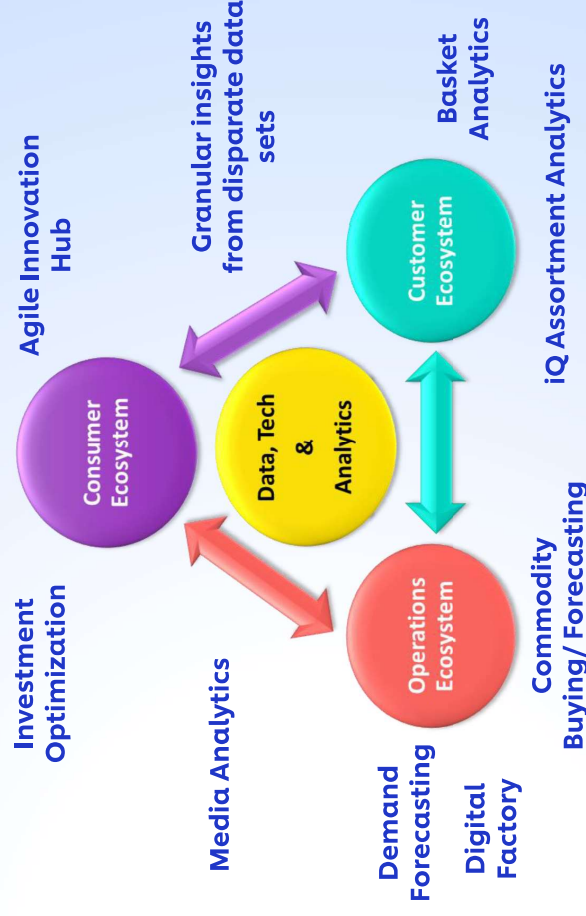 Investment
Optimization
Agile Innovation
Hub
Consumer
Ecosystem
Media Analytics
Granular insights
from disparate data
sets
Data, Tech
&
Analytics
Demand
Forecasting
Digital
Factory
Operations
Ecosystem
Customer
Ecosystem
Basket
Analytics
Commodity
Buying/ Forecasting
iQ Assortment Analytics